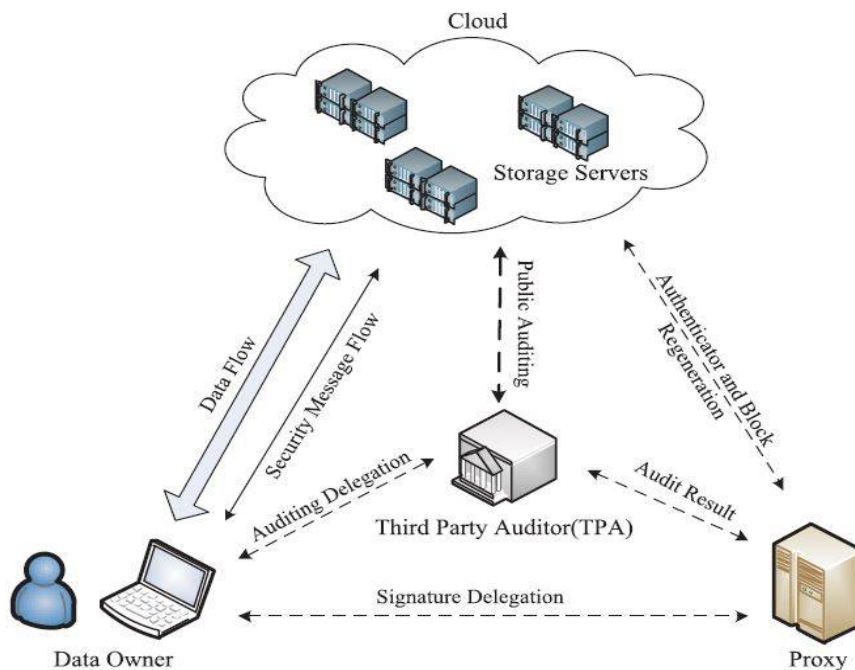 Cloud
Storage Servers
Public Auditing
Authenticator and Block
Regeneration
Data Flow
Security Message Flow
Auditing Delegation
Audit Result
Third Party Auditor(TPA)
Signature Delegation
Data Owner
Proxy